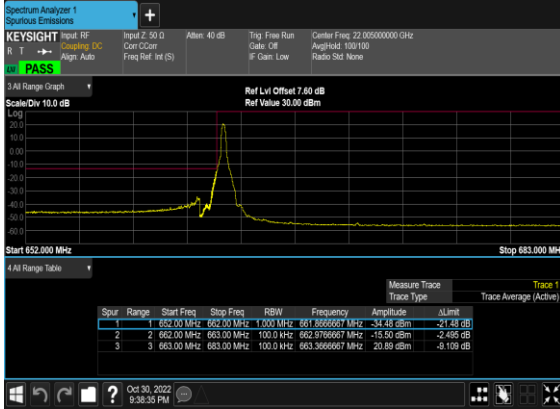 Spectrum Analyzer 1
Spurious Emissions
+
KEYSIGHT Input: RF Input Z: 50 Ω Atten: 40 dB Trig: Free Run Center Freq: 22.005000000 GHz
R T Coupling: DC Corr CCorr Gate: Off Avg|Hold: 100/100
Align: Auto Freq Ref: Int (S) IF Gain: Low Radio Std: None
LXI PASS
3 All Range Graph
Ref Lvl Offset 7.60 dB
Scale/Div 10.0 dB Ref Value 30.00 dBm
Log
20.0
10.0
0.00
-10.0
-20.0
-30.0
-40.0
-50.0
-60.0
Start 652.000 MHz Stop 683.000 MH
4 All Range Table
Measure Trace Trace 1
Trace Type Trace Average (Active)
Spur Range Start Freq Stop Freq RBW Frequency Amplitude ΔLimit
1 1 652.00 MHz 662.00 MHz 1.000 MHz 661.8666667 MHz -34.48 dBm -21.48 dB
2 2 662.00 MHz 663.00 MHz 100.0 kHz 662.9766667 MHz -15.50 dBm -2.495 dB
3 3 663.00 MHz 683.00 MHz 100.0 kHz 663.3666667 MHz 20.89 dBm -9.109 dB
? Oct 30, 2022
9:38:35 PM